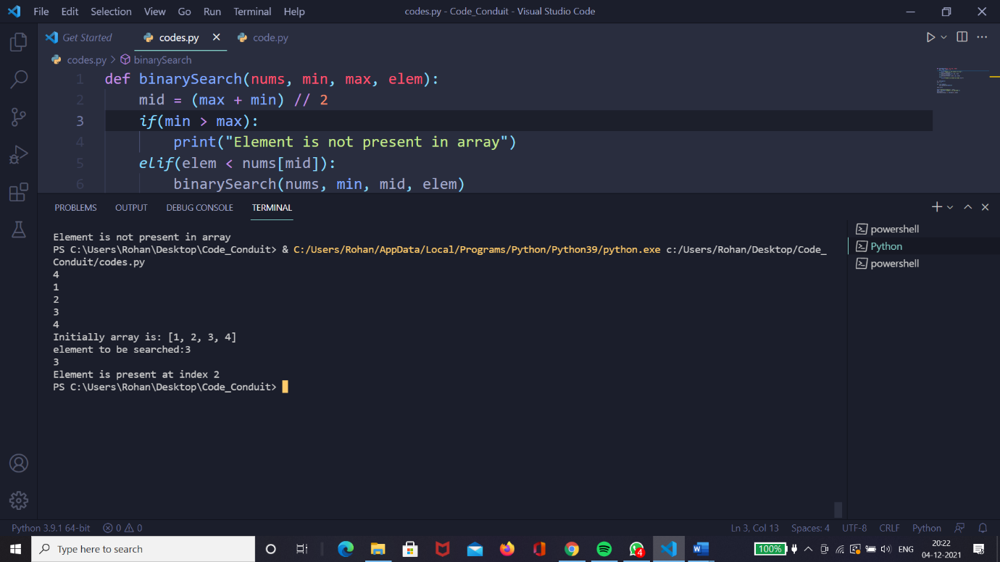 File Edit Selection View Go Run Terminal Help codes.py - Code_Conduit - Visual Studio Code
Get Started codes.py code.py
codes.py > binarySearch
1 def binarySearch(nums, min, max, elem):
2 mid = (max + min) // 2
3 if(min > max):
4 print("Element is not present in array")
5 elif(elem < nums[mid]):
6 binarySearch(nums, min, mid, elem)
PROBLEMS OUTPUT DEBUG CONSOLE TERMINAL
Element is not present in array
PS C:\Users\Rohan\Desktop\Code_Conduit> & C:/Users/Rohan/AppData/Local/Programs/Python/Python39/python.exe c:/Users/Rohan/Desktop/Code_
Conduit/codes.py
4
1
2
3
4
Initially array is: [1, 2, 3, 4]
element to be searched:3
3
Element is present at index 2
PS C:\Users\Rohan\Desktop\Code_Conduit>
powershell
Python
powershell
Python 3.9.1 64-bit 0 0 Ln 3, Col 13 Spaces: 4 UTF-8 CRLF Python
Type here to search 4 100% ENG 20:22
04-12-2021